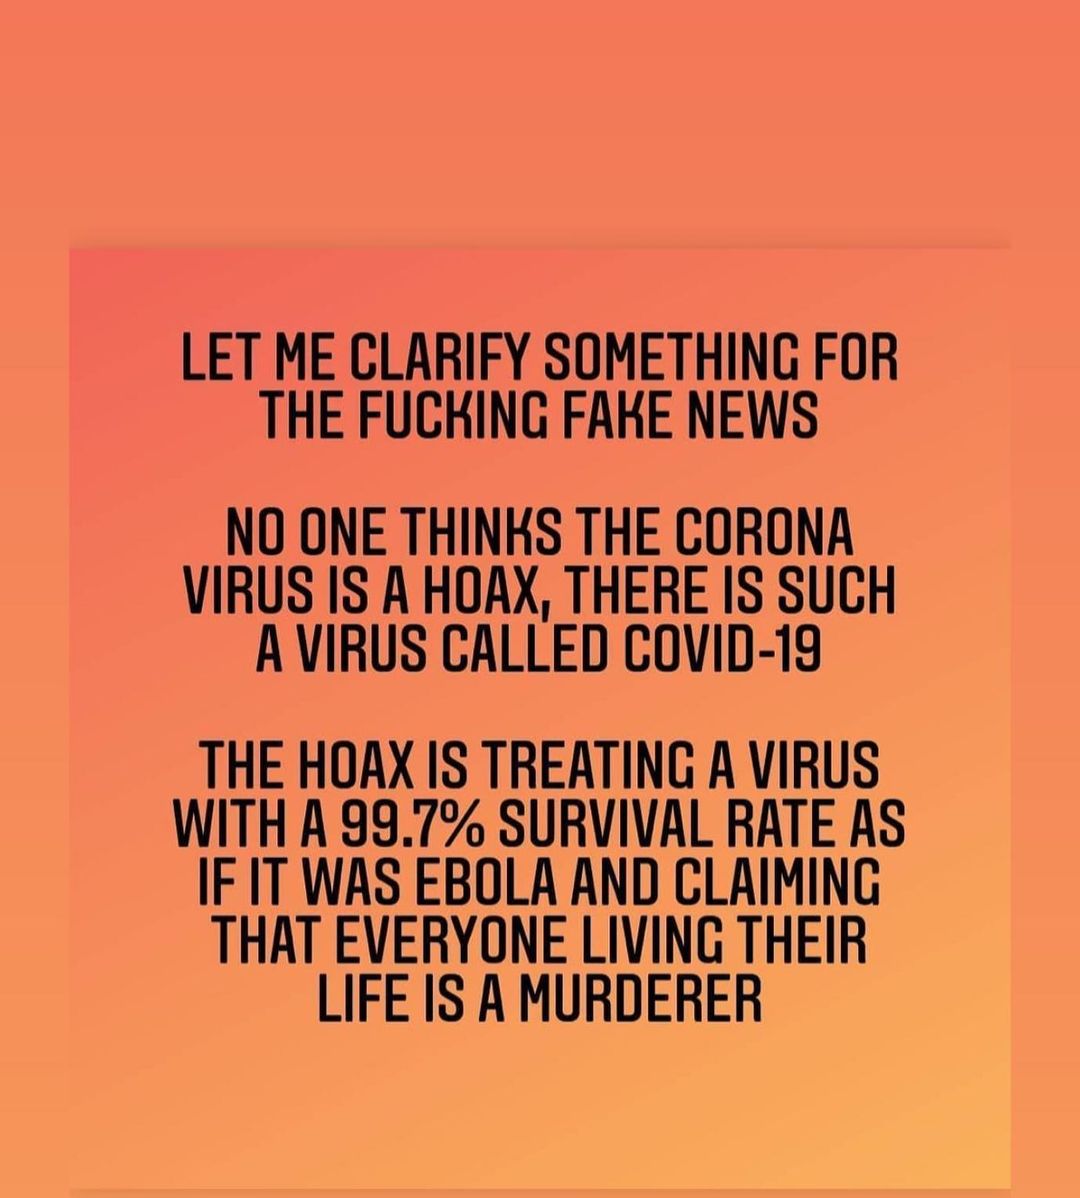 LET ME CLARIFY SOMETHING FOR
THE FUCKING FAKE NEWS
NO ONE THINKS THE CORONA
VIRUS IS A HOAX, THERE IS SUCH
A VIRUS CALLED COVID-19
THE HOAX IS TREATING A VIRUS
WITH A 99.7% SURVIVAL RATE AS
IF IT WAS EBOLA AND CLAIMING
THAT EVERYONE LIVING THEIR
LIFE IS A MURDERER